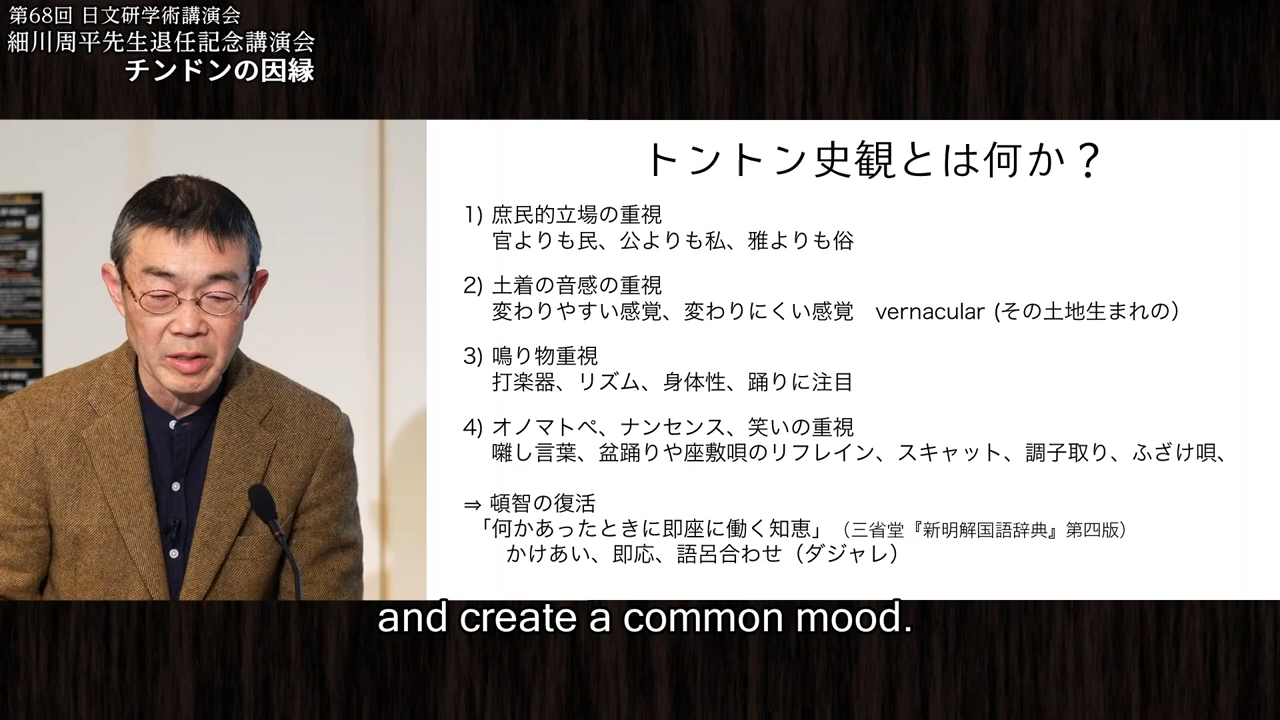 第68回 日文研学術講演会
細川周平先生退任記念講演会
チンドンの因縁
トントン史観とは何か？
1) 庶民的立場の重視
官よりも民、公よりも私、雅よりも俗
2) 土着の音感の重視
変わりやすい感覚、変わりにくい感覚　vernacular (その土地生まれの）
3) 鳴り物重視
打楽器、リズム、身体性、踊りに注目
4) オノマトペ、ナンセンス、笑いの重視
囃し言葉、盆踊りや座敷唄のリフレイン、スキャット、調子取り、ふざけ唄、
⇒ 頓智の復活
「何かあったときに即座に働く知恵」（三省堂『新明解国語辞典』第四版）
かけあい、即応、語呂合わせ（ダジャレ）
and create a common mood.